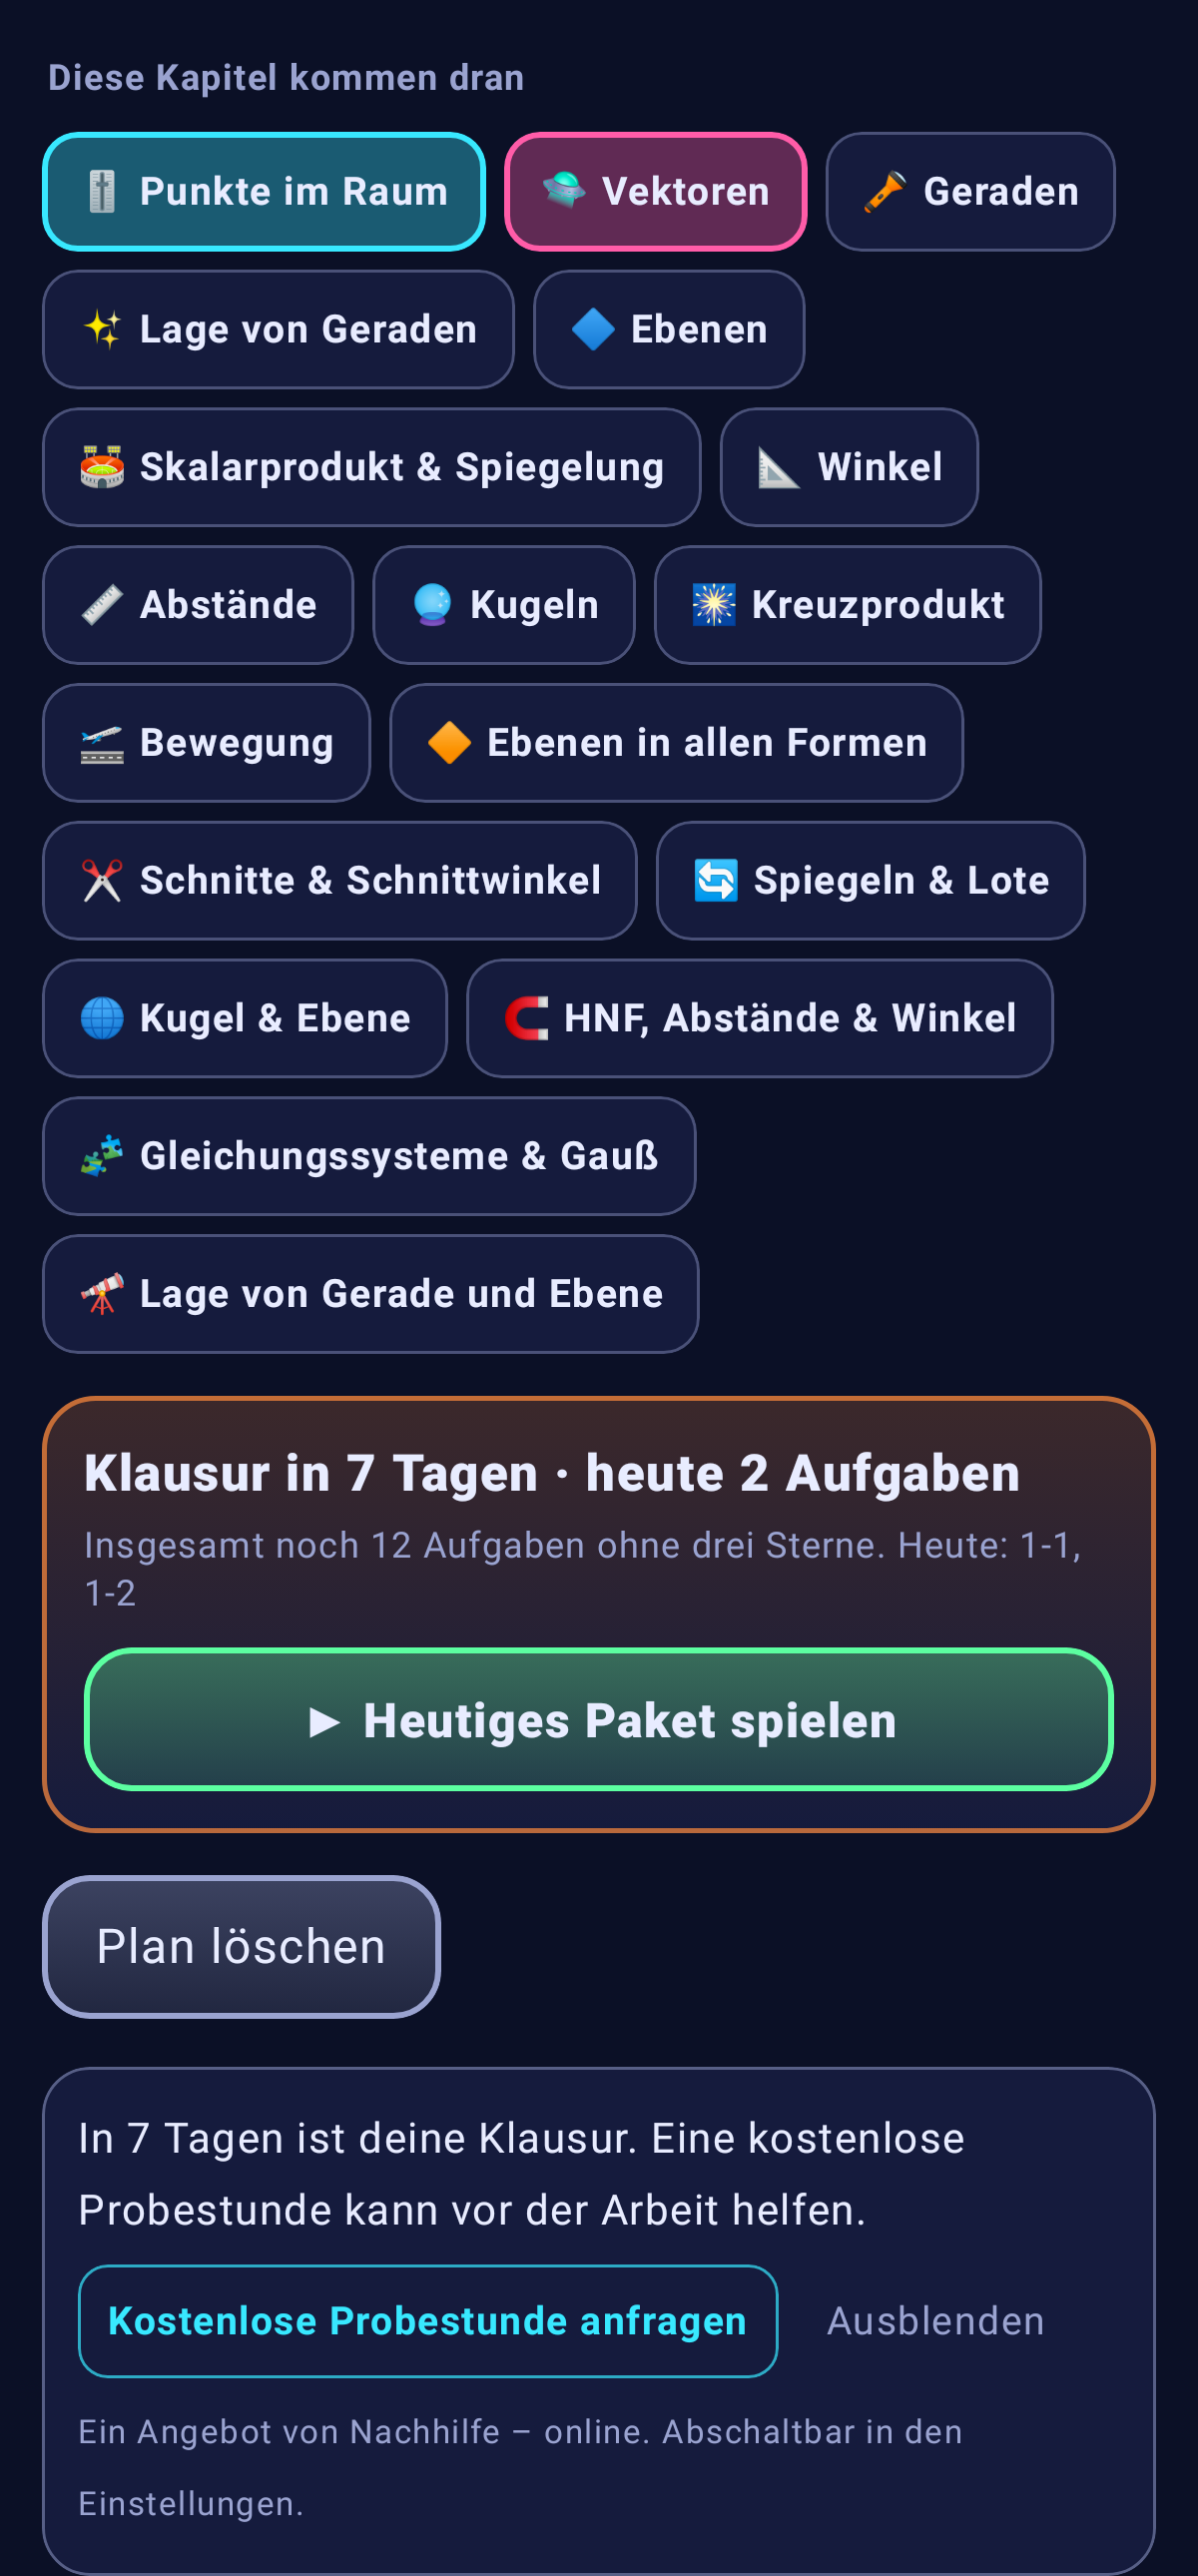 Diese Kapitel kommen dran
Punkte im Raum
Vektoren
Geraden
Lage von Geraden
Ebenen
Skalarprodukt & Spiegelung
Winkel
Abstände
Kugeln
Kreuzprodukt
Bewegung
Ebenen in allen Formen
Schnitte & Schnittwinkel
Spiegeln & Lote
Kugel & Ebene
HNF, Abstände & Winkel
Gleichungssysteme & Gauß
Lage von Gerade und Ebene
Klausur in 7 Tagen · heute 2 Aufgaben
Insgesamt noch 12 Aufgaben ohne drei Sterne. Heute: 1-1,
1-2
► Heutiges Paket spielen
Plan löschen
In 7 Tagen ist deine Klausur. Eine kostenlose
Probestunde kann vor der Arbeit helfen.
Kostenlose Probestunde anfragen
Ausblenden
Ein Angebot von Nachhilfe – online. Abschaltbar in den
Einstellungen.